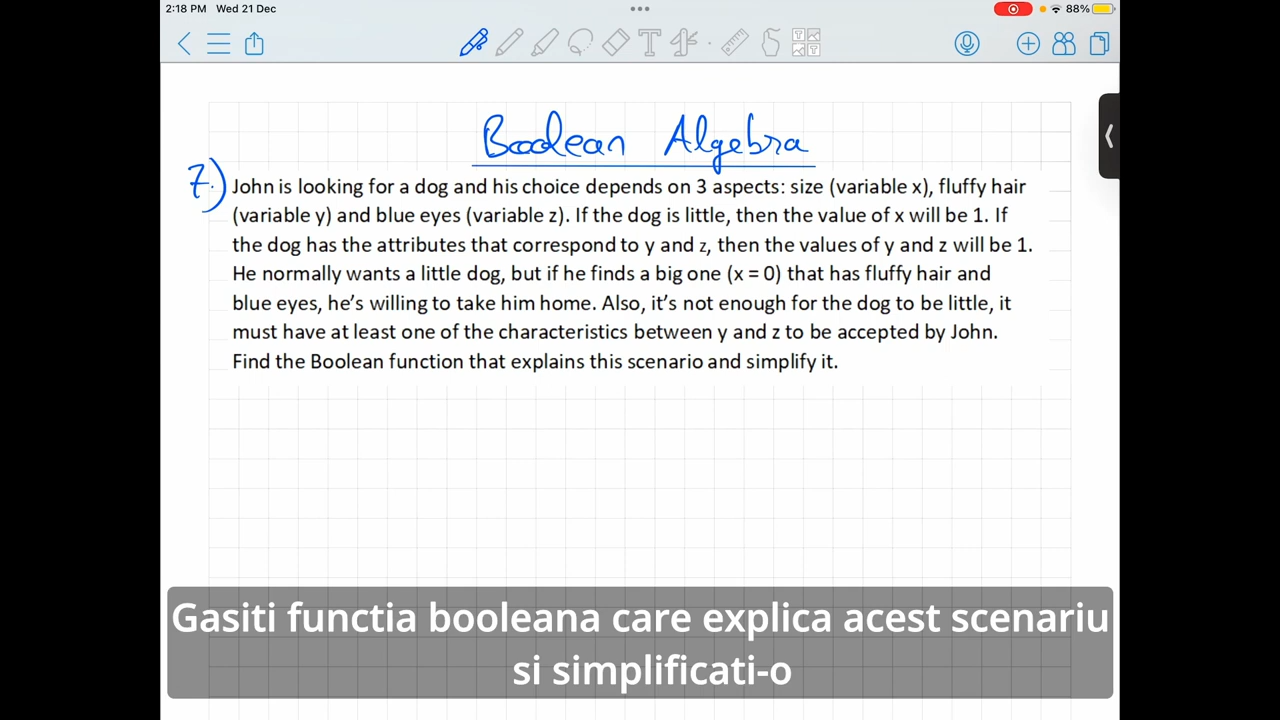 2:18 PM Wed 21 Dec
88%
Boolean Algebra
7.) John is looking for a dog and his choice depends on 3 aspects: size (variable x), fluffy hair
(variable y) and blue eyes (variable z). If the dog is little, then the value of x will be 1. If
the dog has the attributes that correspond to y and z, then the values of y and z will be 1.
He normally wants a little dog, but if he finds a big one (x = 0) that has fluffy hair and
blue eyes, he’s willing to take him home. Also, it’s not enough for the dog to be little, it
must have at least one of the characteristics between y and z to be accepted by John.
Find the Boolean function that explains this scenario and simplify it.
Gasiti functia booleana care explica acest scenariu
si simplificati-o